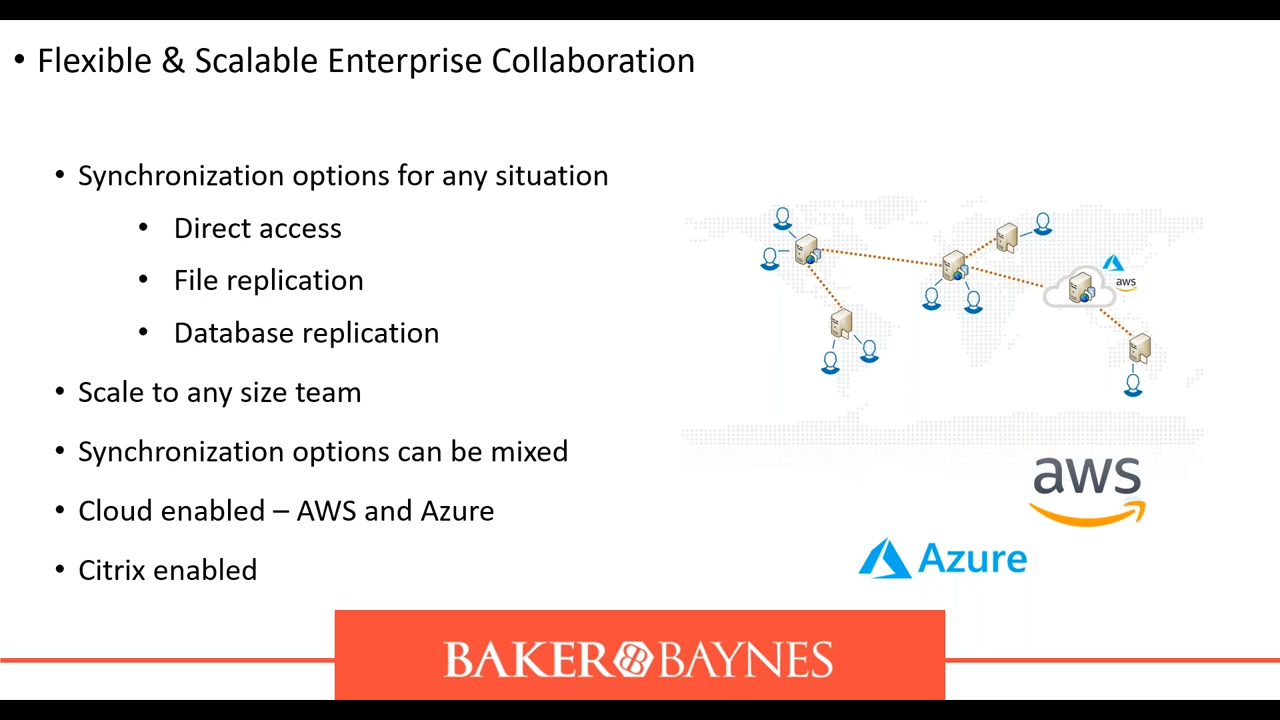 • Flexible & Scalable Enterprise Collaboration
• Synchronization options for any situation
• Direct access
• File replication
• Database replication
• Scale to any size team
• Synchronization options can be mixed
• Cloud enabled – AWS and Azure
• Citrix enabled
aws
aws
Azure
BAKER BAYNES